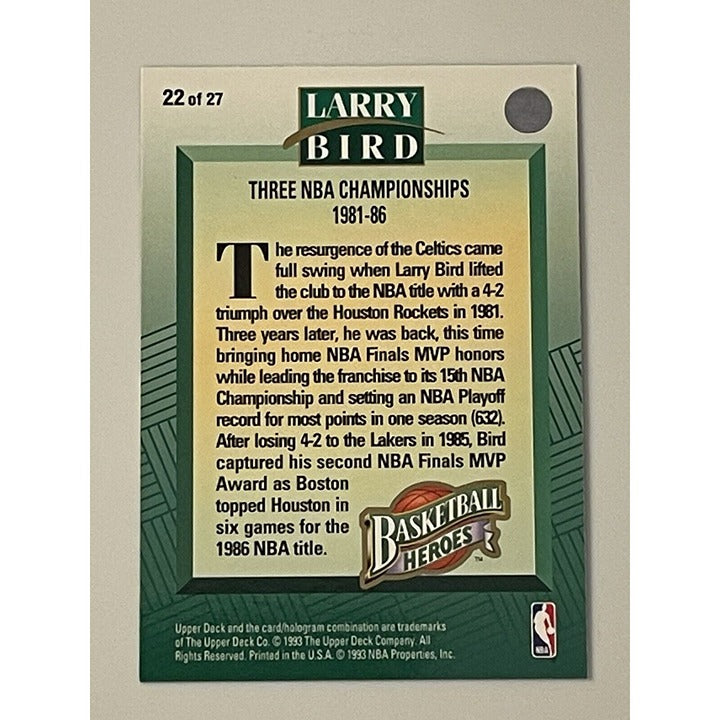 22 of 27
LARRY
BIRD
THREE NBA CHAMPIONSHIPS
1981-86
The resurgence of the Celtics came
full swing when Larry Bird lifted
the club to the NBA title with a 4-2
triumph over the Houston Rockets in 1981.
Three years later, he was back, this time
bringing home NBA Finals MVP honors
while leading the franchise to its 15th NBA
Championship and setting an NBA Playoff
record for most points in one season (632).
After losing 4-2 to the Lakers in 1985, Bird
captured his second NBA Finals MVP
Award as Boston
topped Houston in
six games for the
1986 NBA title.
BASKETBALL
HEROES™
Upper Deck and the card/hologram combination are trademarks
of The Upper Deck Co. © 1993 The Upper Deck Company. All
Rights Reserved. Printed in the U.S.A. © 1993 NBA Properties, Inc.
NBA